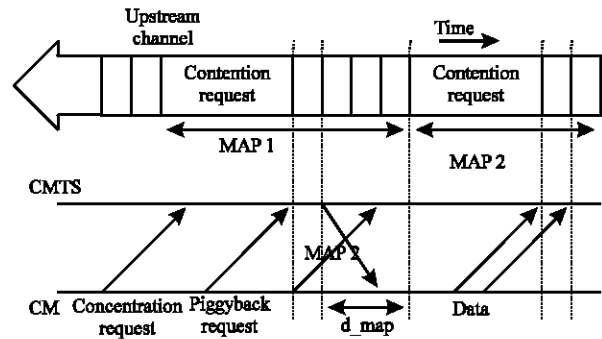 Upstream
channel
Time
Contention
request
Contention
request
MAP 1
MAP 2
CMTS
MAP 2
CM
Concentration
request
Piggyback
request
d_map
Data